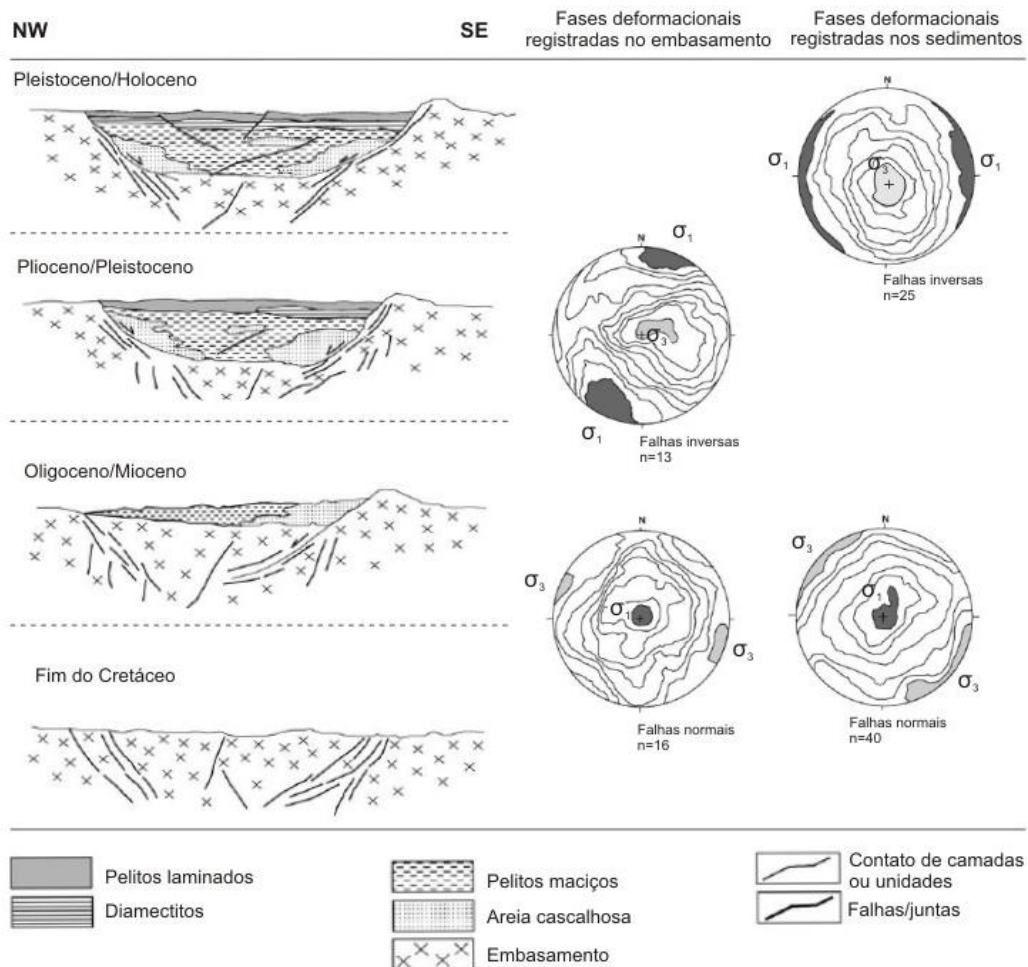 NW
SE
Fases deformacionais
registradas no embasamento
Fases deformacionais
registradas nos sedimentos
Pleistoceno/Holoceno
N
σ1
σ3
σ1
Falhas inversas
n=25
Plioceno/Pleistoceno
N
σ1
σ3
σ1
Falhas inversas
n=13
Oligoceno/Mioceno
N
σ3
σ1
σ3
Falhas normais
n=16
N
σ3
σ1
σ3
Falhas normais
n=40
Fim do Cretáceo
Pelitos laminados
Diamectitos
Pelitos maciços
Areia cascalhosa
Embasamento
Contato de camadas
ou unidades
Falhas/juntas